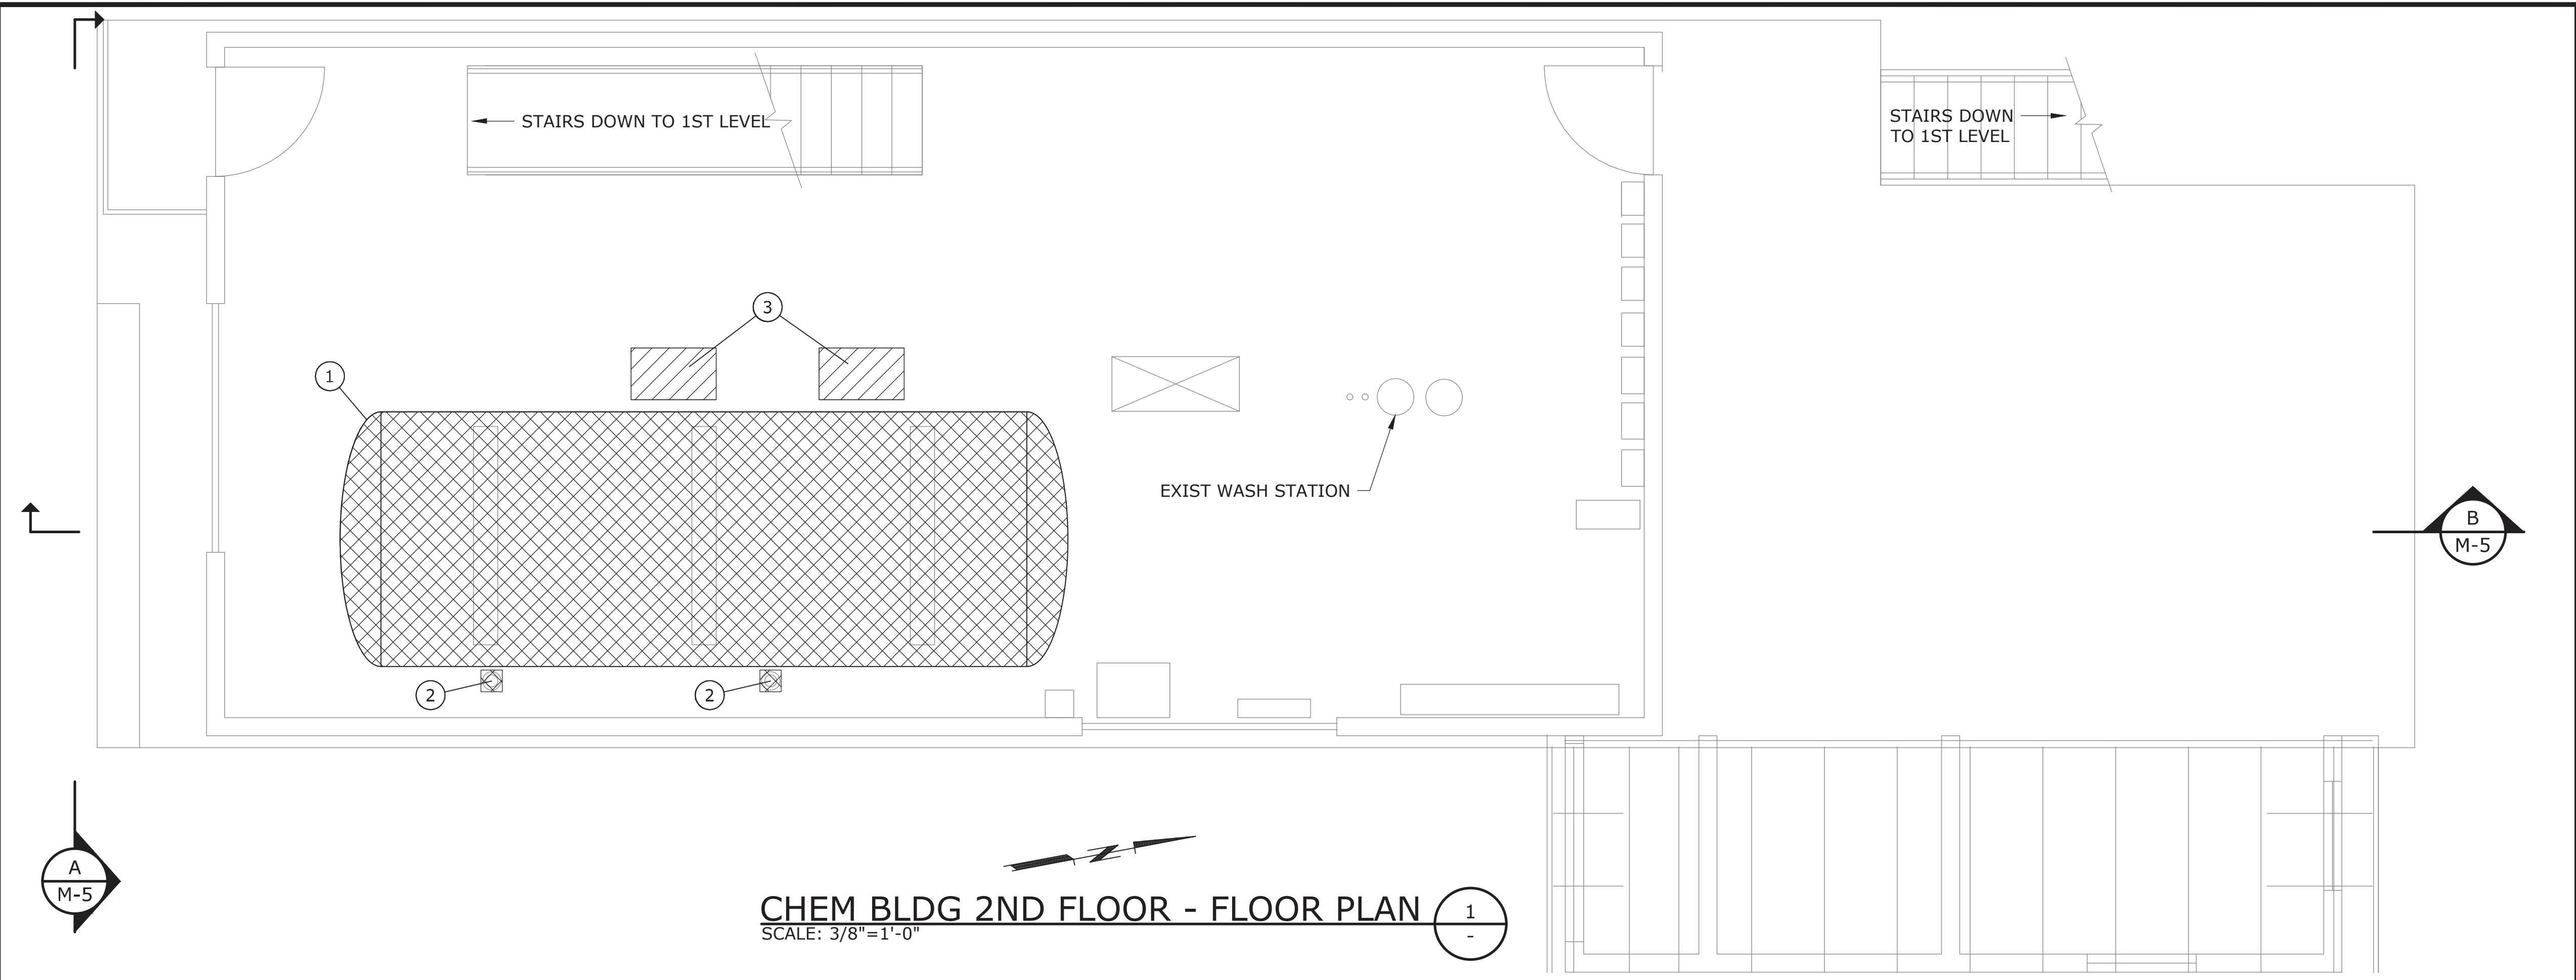 STAIRS DOWN TO 1ST LEVEL
STAIRS DOWN
TO 1ST LEVEL
3
1
EXIST WASH STATION
B
M-5
2
2
A
M-5
N
CHEM BLDG 2ND FLOOR - FLOOR PLAN
1
-
SCALE: 3/8"=1'-0"